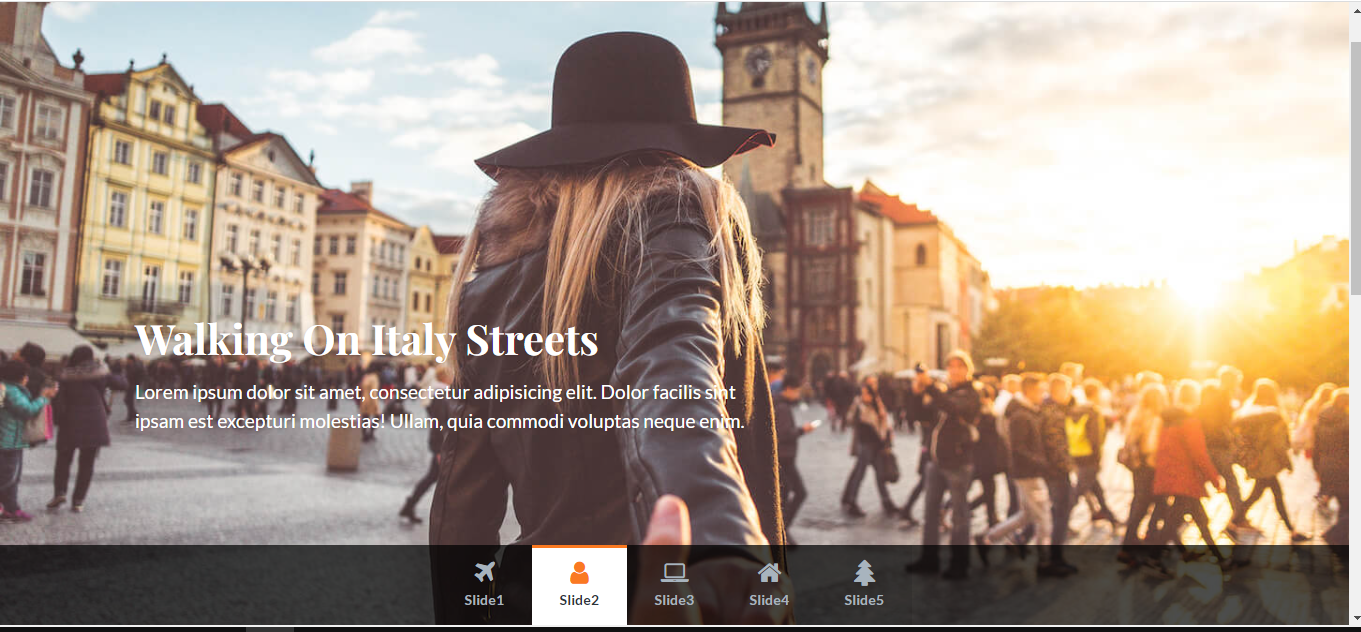 Walking On Italy Streets
Lorem ipsum dolor sit amet, consectetur adipisicing elit. Dolor facilis sint
ipsam est excepturi molestias! Ullam, quia commodi voluptas neque enim.
Slide1 Slide2 Slide3 Slide4 Slide5